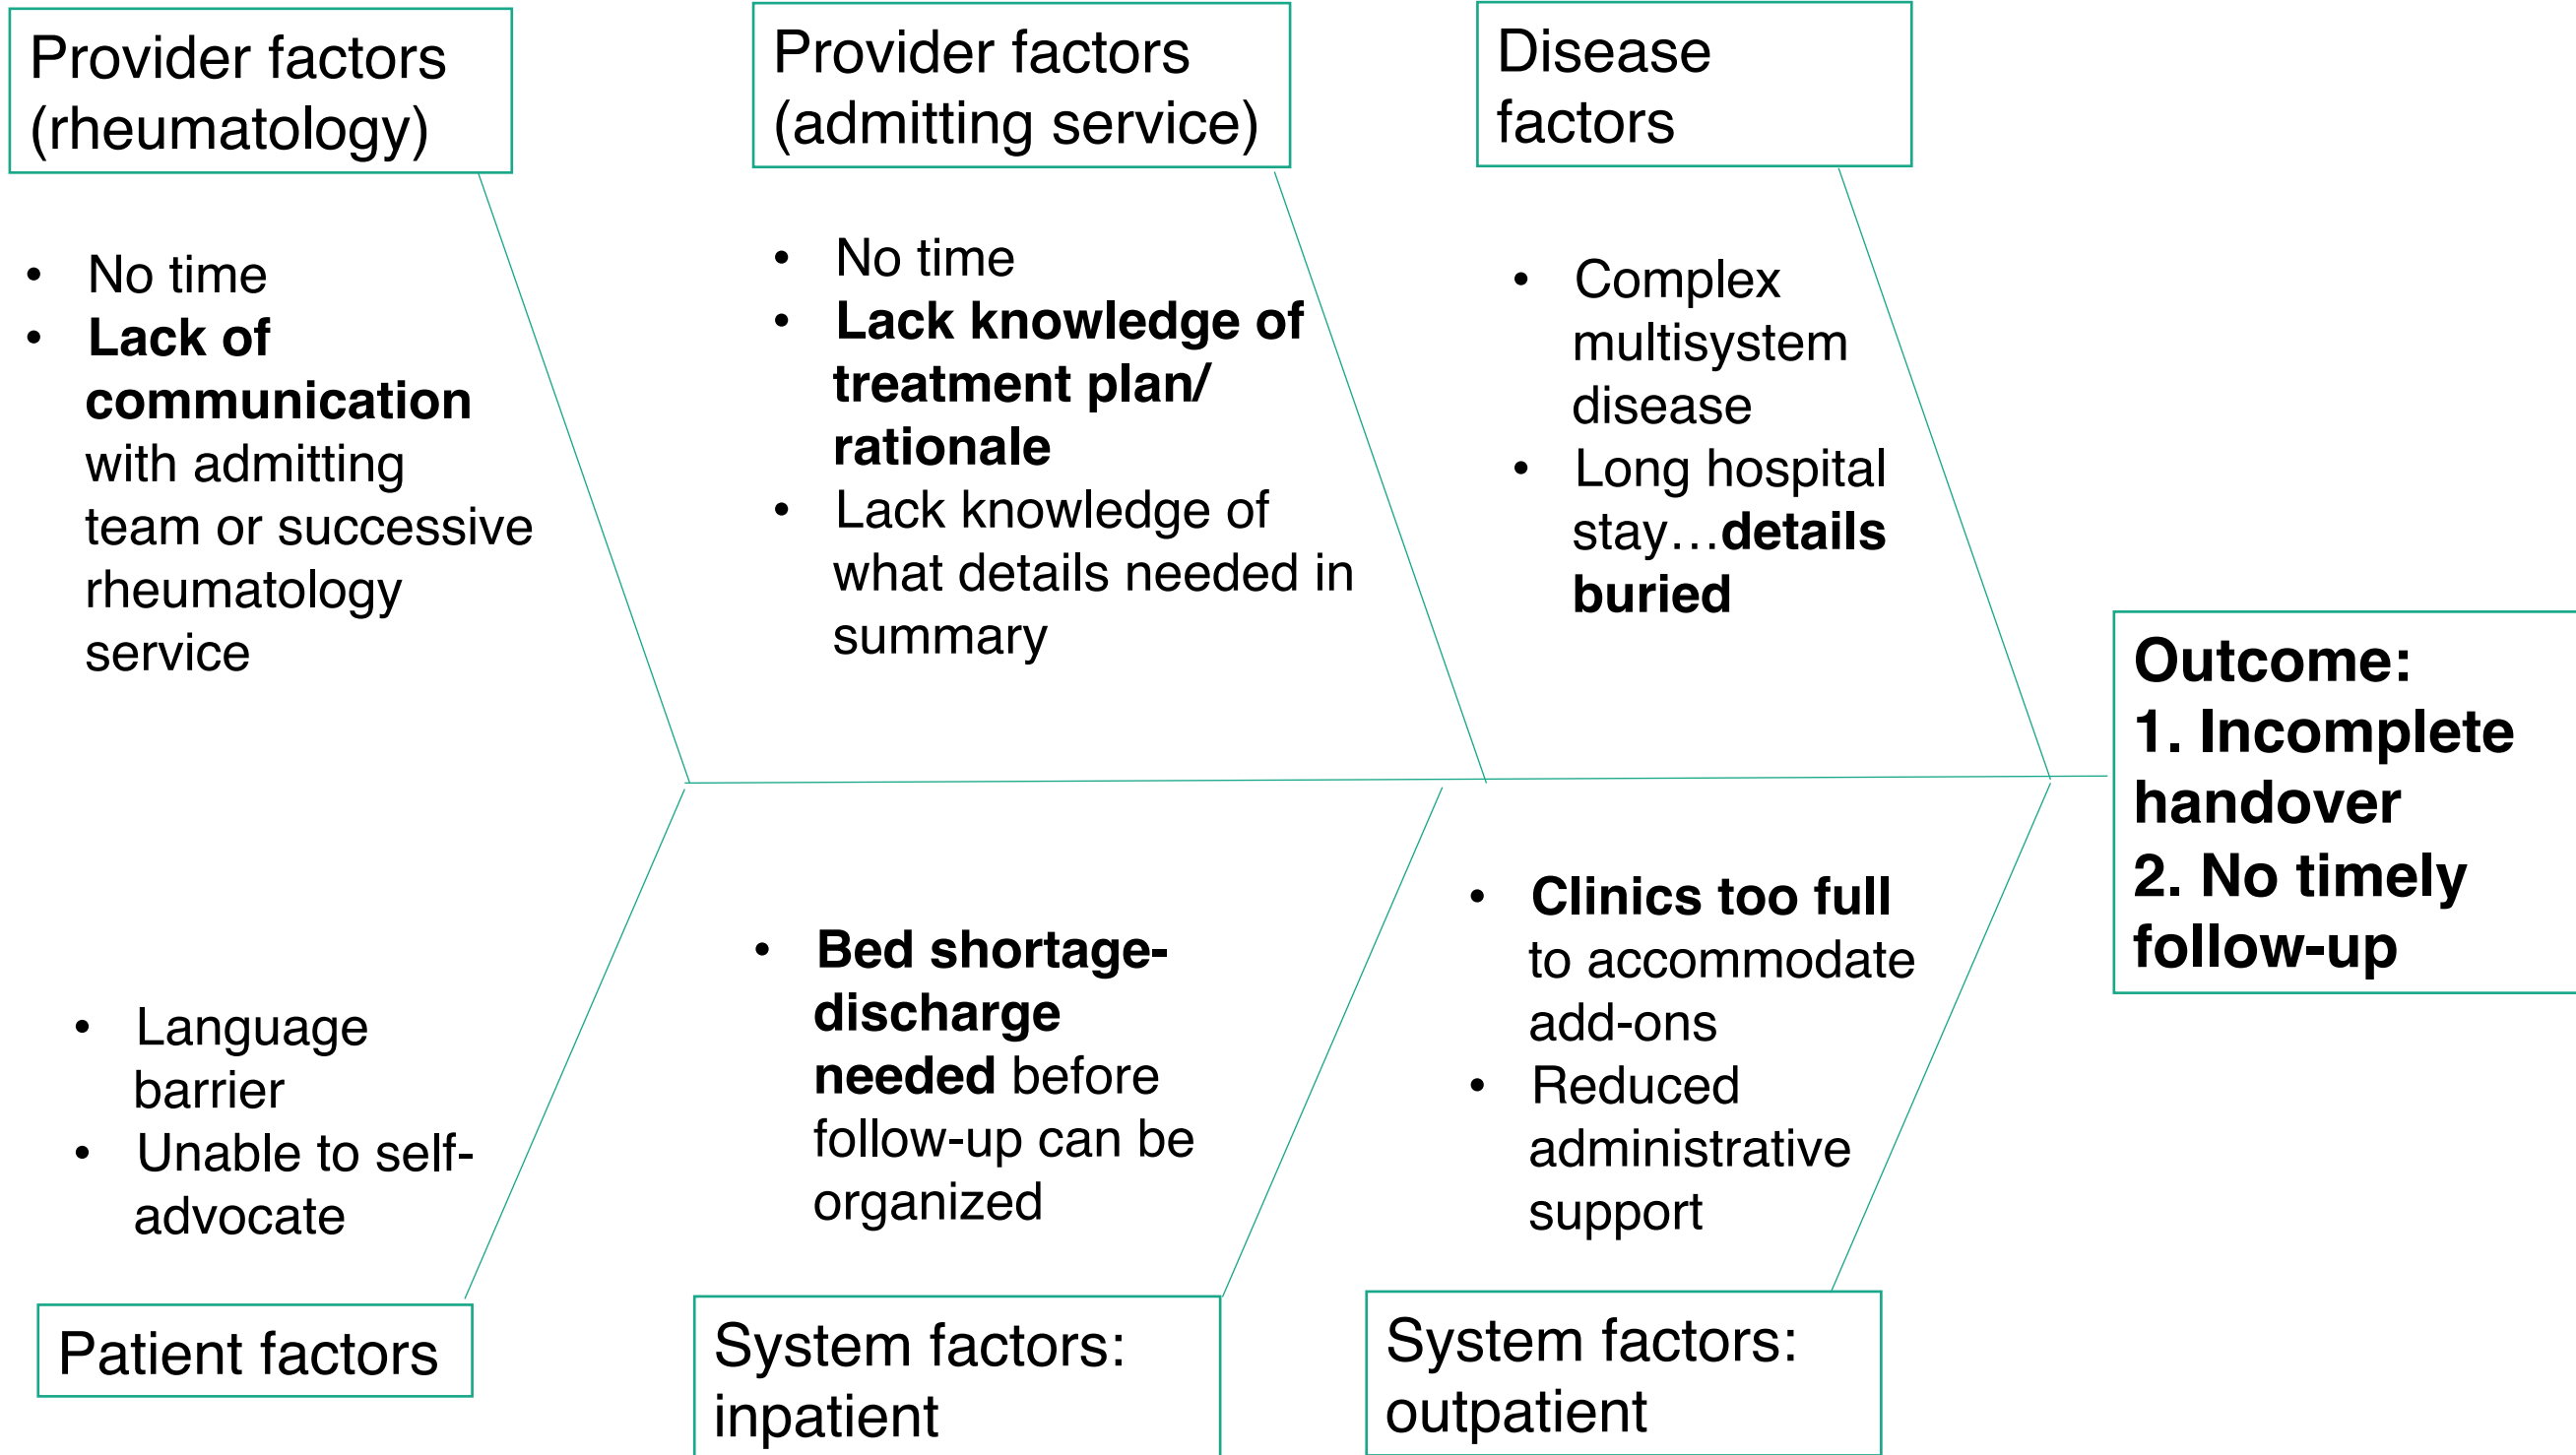 Provider factors
(rheumatology)
• No time
• Lack of
communication
with admitting
team or successive
rheumatology
service
Provider factors
(admitting service)
• No time
• Lack knowledge of
treatment plan/
rationale
• Lack knowledge of
what details needed in
summary
Disease
factors
• Complex
multisystem
disease
• Long hospital
stay…details
buried
Outcome:
1. Incomplete
handover
2. No timely
follow-up
• Language
barrier
• Unable to self-
advocate
Patient factors
• Bed shortage-
discharge
needed before
follow-up can be
organized
System factors:
inpatient
• Clinics too full
to accommodate
add-ons
• Reduced
administrative
support
System factors:
outpatient